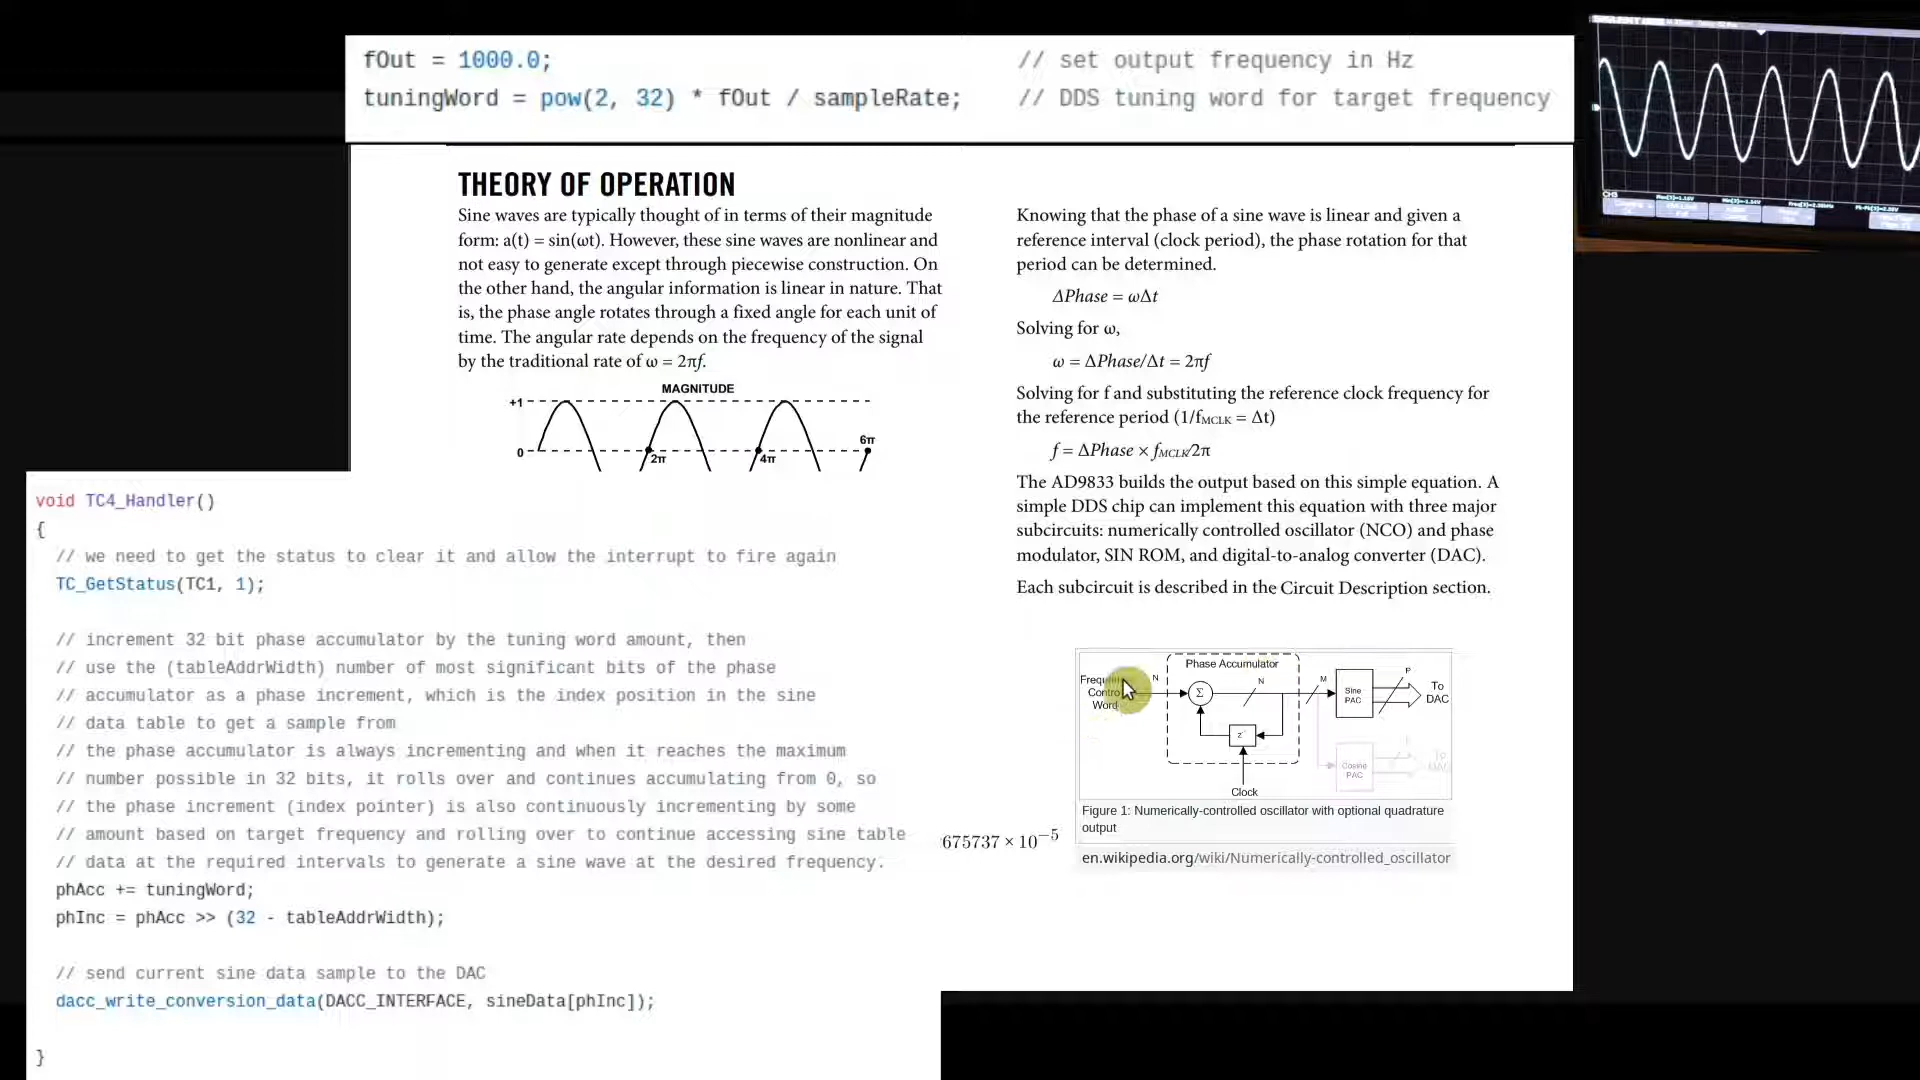 fOut = 1000.0; // set output frequency in Hz
tuningWord = pow(2, 32) * fOut / sampleRate; // DDS tuning word for target frequency
THEORY OF OPERATION
Sine waves are typically thought of in terms of their magnitude
form: a(t) = sin(ωt). However, these sine waves are nonlinear and
not easy to generate except through piecewise construction. On
the other hand, the angular information is linear in nature. That
is, the phase angle rotates through a fixed angle for each unit of
time. The angular rate depends on the frequency of the signal
by the traditional rate of ω = 2πf.
MAGNITUDE
+1
0
2π
4π
6π
Knowing that the phase of a sine wave is linear and given a
reference interval (clock period), the phase rotation for that
period can be determined.
ΔPhase = ωΔt
Solving for ω,
ω = ΔPhase/Δt = 2πf
Solving for f and substituting the reference clock frequency for
the reference period (1/fMCLK = Δt)
f = ΔPhase × fMCLK/2π
The AD9833 builds the output based on this simple equation. A
simple DDS chip can implement this equation with three major
subcircuits: numerically controlled oscillator (NCO) and phase
modulator, SIN ROM, and digital-to-analog converter (DAC).
Each subcircuit is described in the Circuit Description section.
void TC4_Handler()
{
// we need to get the status to clear it and allow the interrupt to fire again
TC_GetStatus(TC1, 1);
// increment 32 bit phase accumulator by the tuning word amount, then
// use the (tableAddrWidth) number of most significant bits of the phase
// accumulator as a phase increment, which is the index position in the sine
// data table to get a sample from
// the phase accumulator is always incrementing and when it reaches the maximum
// number possible in 32 bits, it rolls over and continues accumulating from 0, so
// the phase increment (index pointer) is also continuously incrementing by some
// amount based on target frequency and rolling over to continue accessing sine table
// data at the required intervals to generate a sine wave at the desired frequency.
phAcc += tuningWord;
phInc = phAcc >> (32 - tableAddrWidth);
// send current sine data sample to the DAC
dacc_write_conversion_data(DACC_INTERFACE, sineData[phInc]);
}
675737 × 10−5
Phase Accumulator
Word
N
Σ
N
M
Sine
PAC
P
To
DAC
z
Clock
Cosine
PAC
Figure 1: Numerically-controlled oscillator with optional quadrature
output
en.wikipedia.org/wiki/Numerically-controlled_oscillator